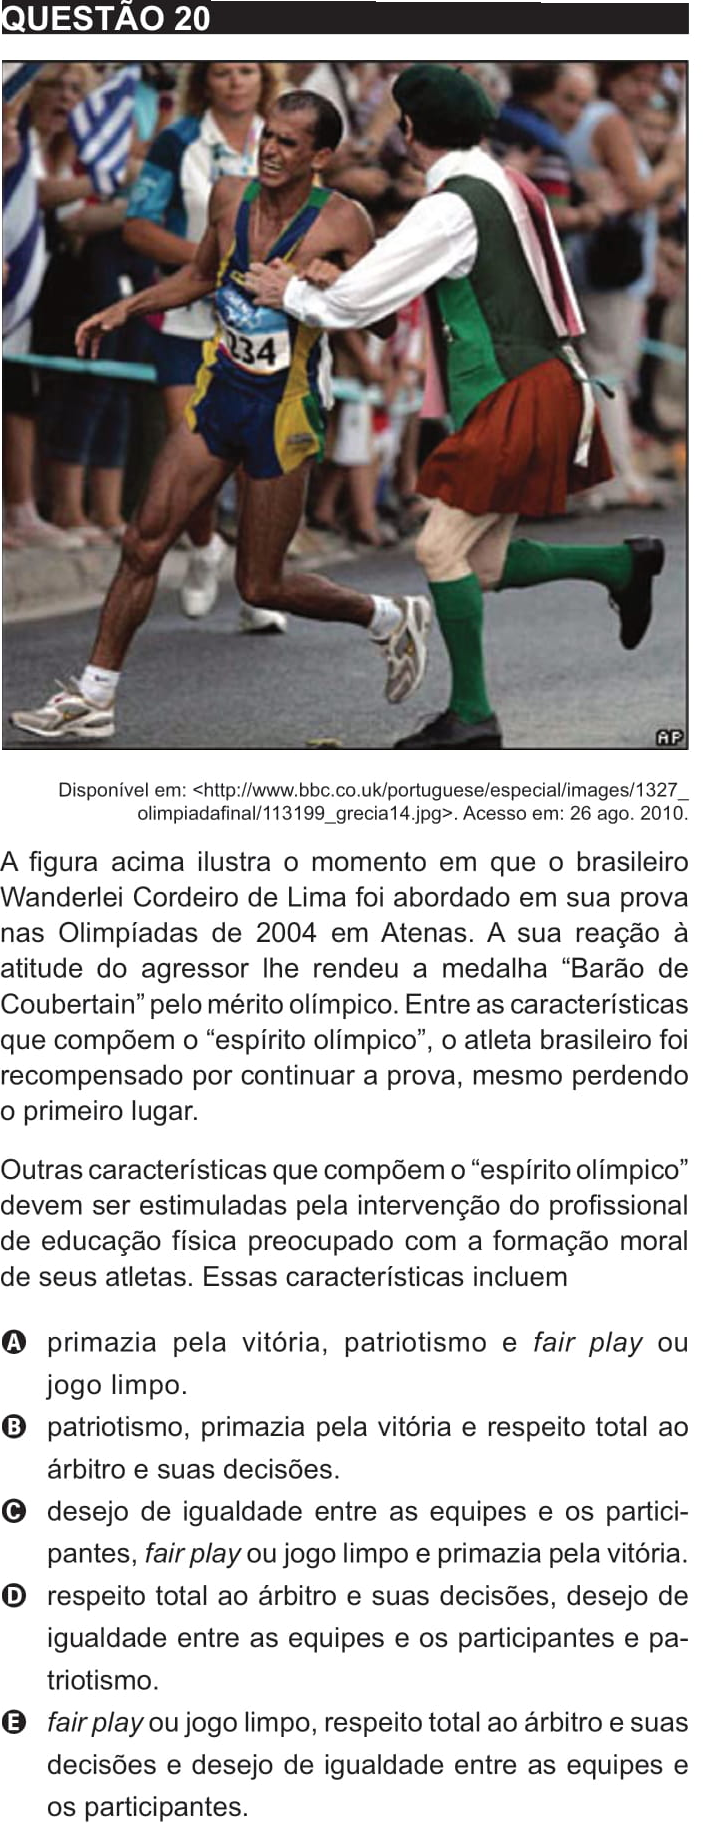 QUESTÃO 20
234
AP
Disponível em: <http://www.bbc.co.uk/portuguese/especial/images/1327_
olimpiadafinal/113199_grecia14.jpg>. Acesso em: 26 ago. 2010.
A figura acima ilustra o momento em que o brasileiro
Wanderlei Cordeiro de Lima foi abordado em sua prova
nas Olimpíadas de 2004 em Atenas. A sua reação à
atitude do agressor lhe rendeu a medalha “Barão de
Coubertain” pelo mérito olímpico. Entre as características
que compõem o “espírito olímpico”, o atleta brasileiro foi
recompensado por continuar a prova, mesmo perdendo
o primeiro lugar.
Outras características que compõem o “espírito olímpico”
devem ser estimuladas pela intervenção do profissional
de educação física preocupado com a formação moral
de seus atletas. Essas características incluem
A primazia pela vitória, patriotismo e fair play ou
jogo limpo.
B patriotismo, primazia pela vitória e respeito total ao
árbitro e suas decisões.
C desejo de igualdade entre as equipes e os partici-
pantes, fair play ou jogo limpo e primazia pela vitória.
D respeito total ao árbitro e suas decisões, desejo de
igualdade entre as equipes e os participantes e pa-
triotismo.
E fair play ou jogo limpo, respeito total ao árbitro e suas
decisões e desejo de igualdade entre as equipes e
os participantes.